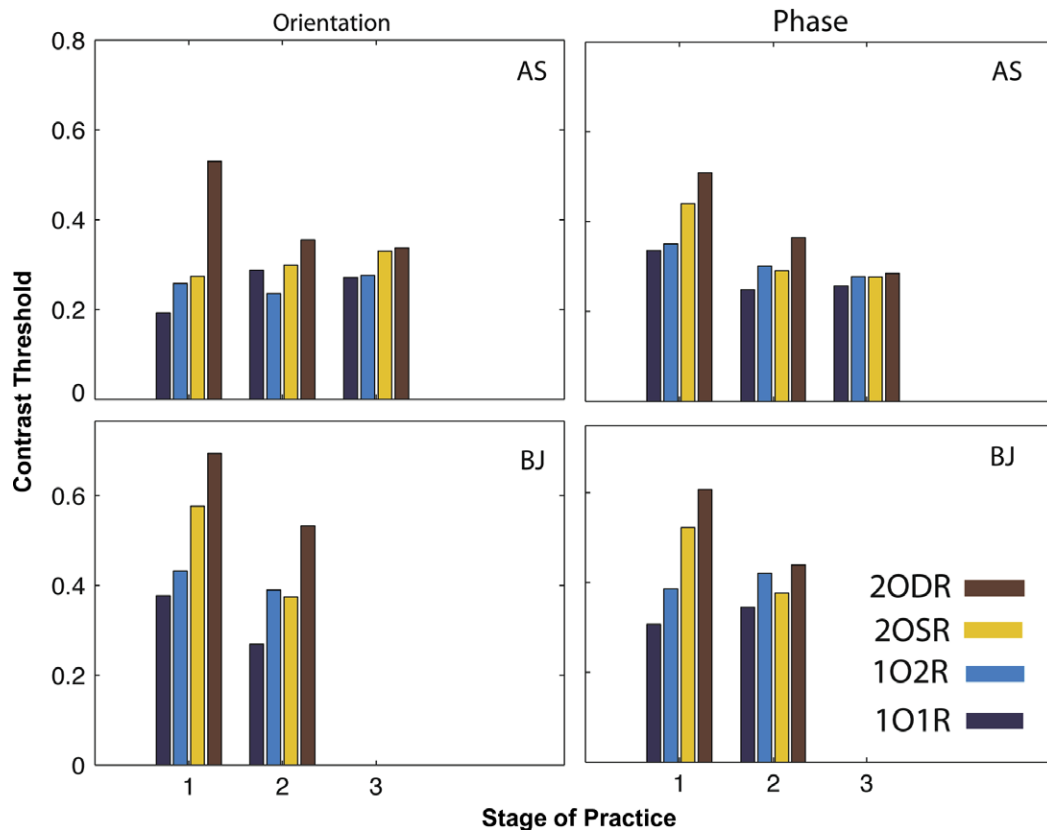 Orientation
Phase
0.8
AS
AS
0.6
0.4
0.2
0
Contrast Threshold
BJ
BJ
0.6
0.4
0.2
0
2ODR
2OSR
1O2R
1O1R
1 2 3
1 2 3
Stage of Practice